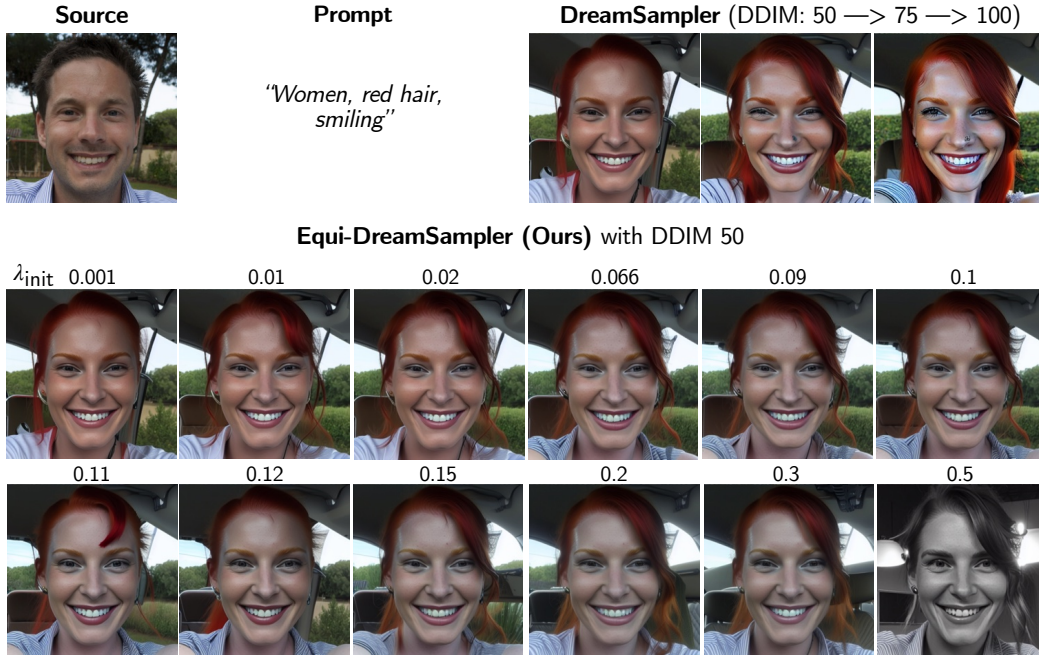 Source
Prompt
DreamSampler (DDIM: 50 —> 75 —> 100)
“Women, red hair,
smiling”
Equi-DreamSampler (Ours) with DDIM 50
λinit 0.001 0.01 0.02 0.066 0.09 0.1
0.11 0.12 0.15 0.2 0.3 0.5